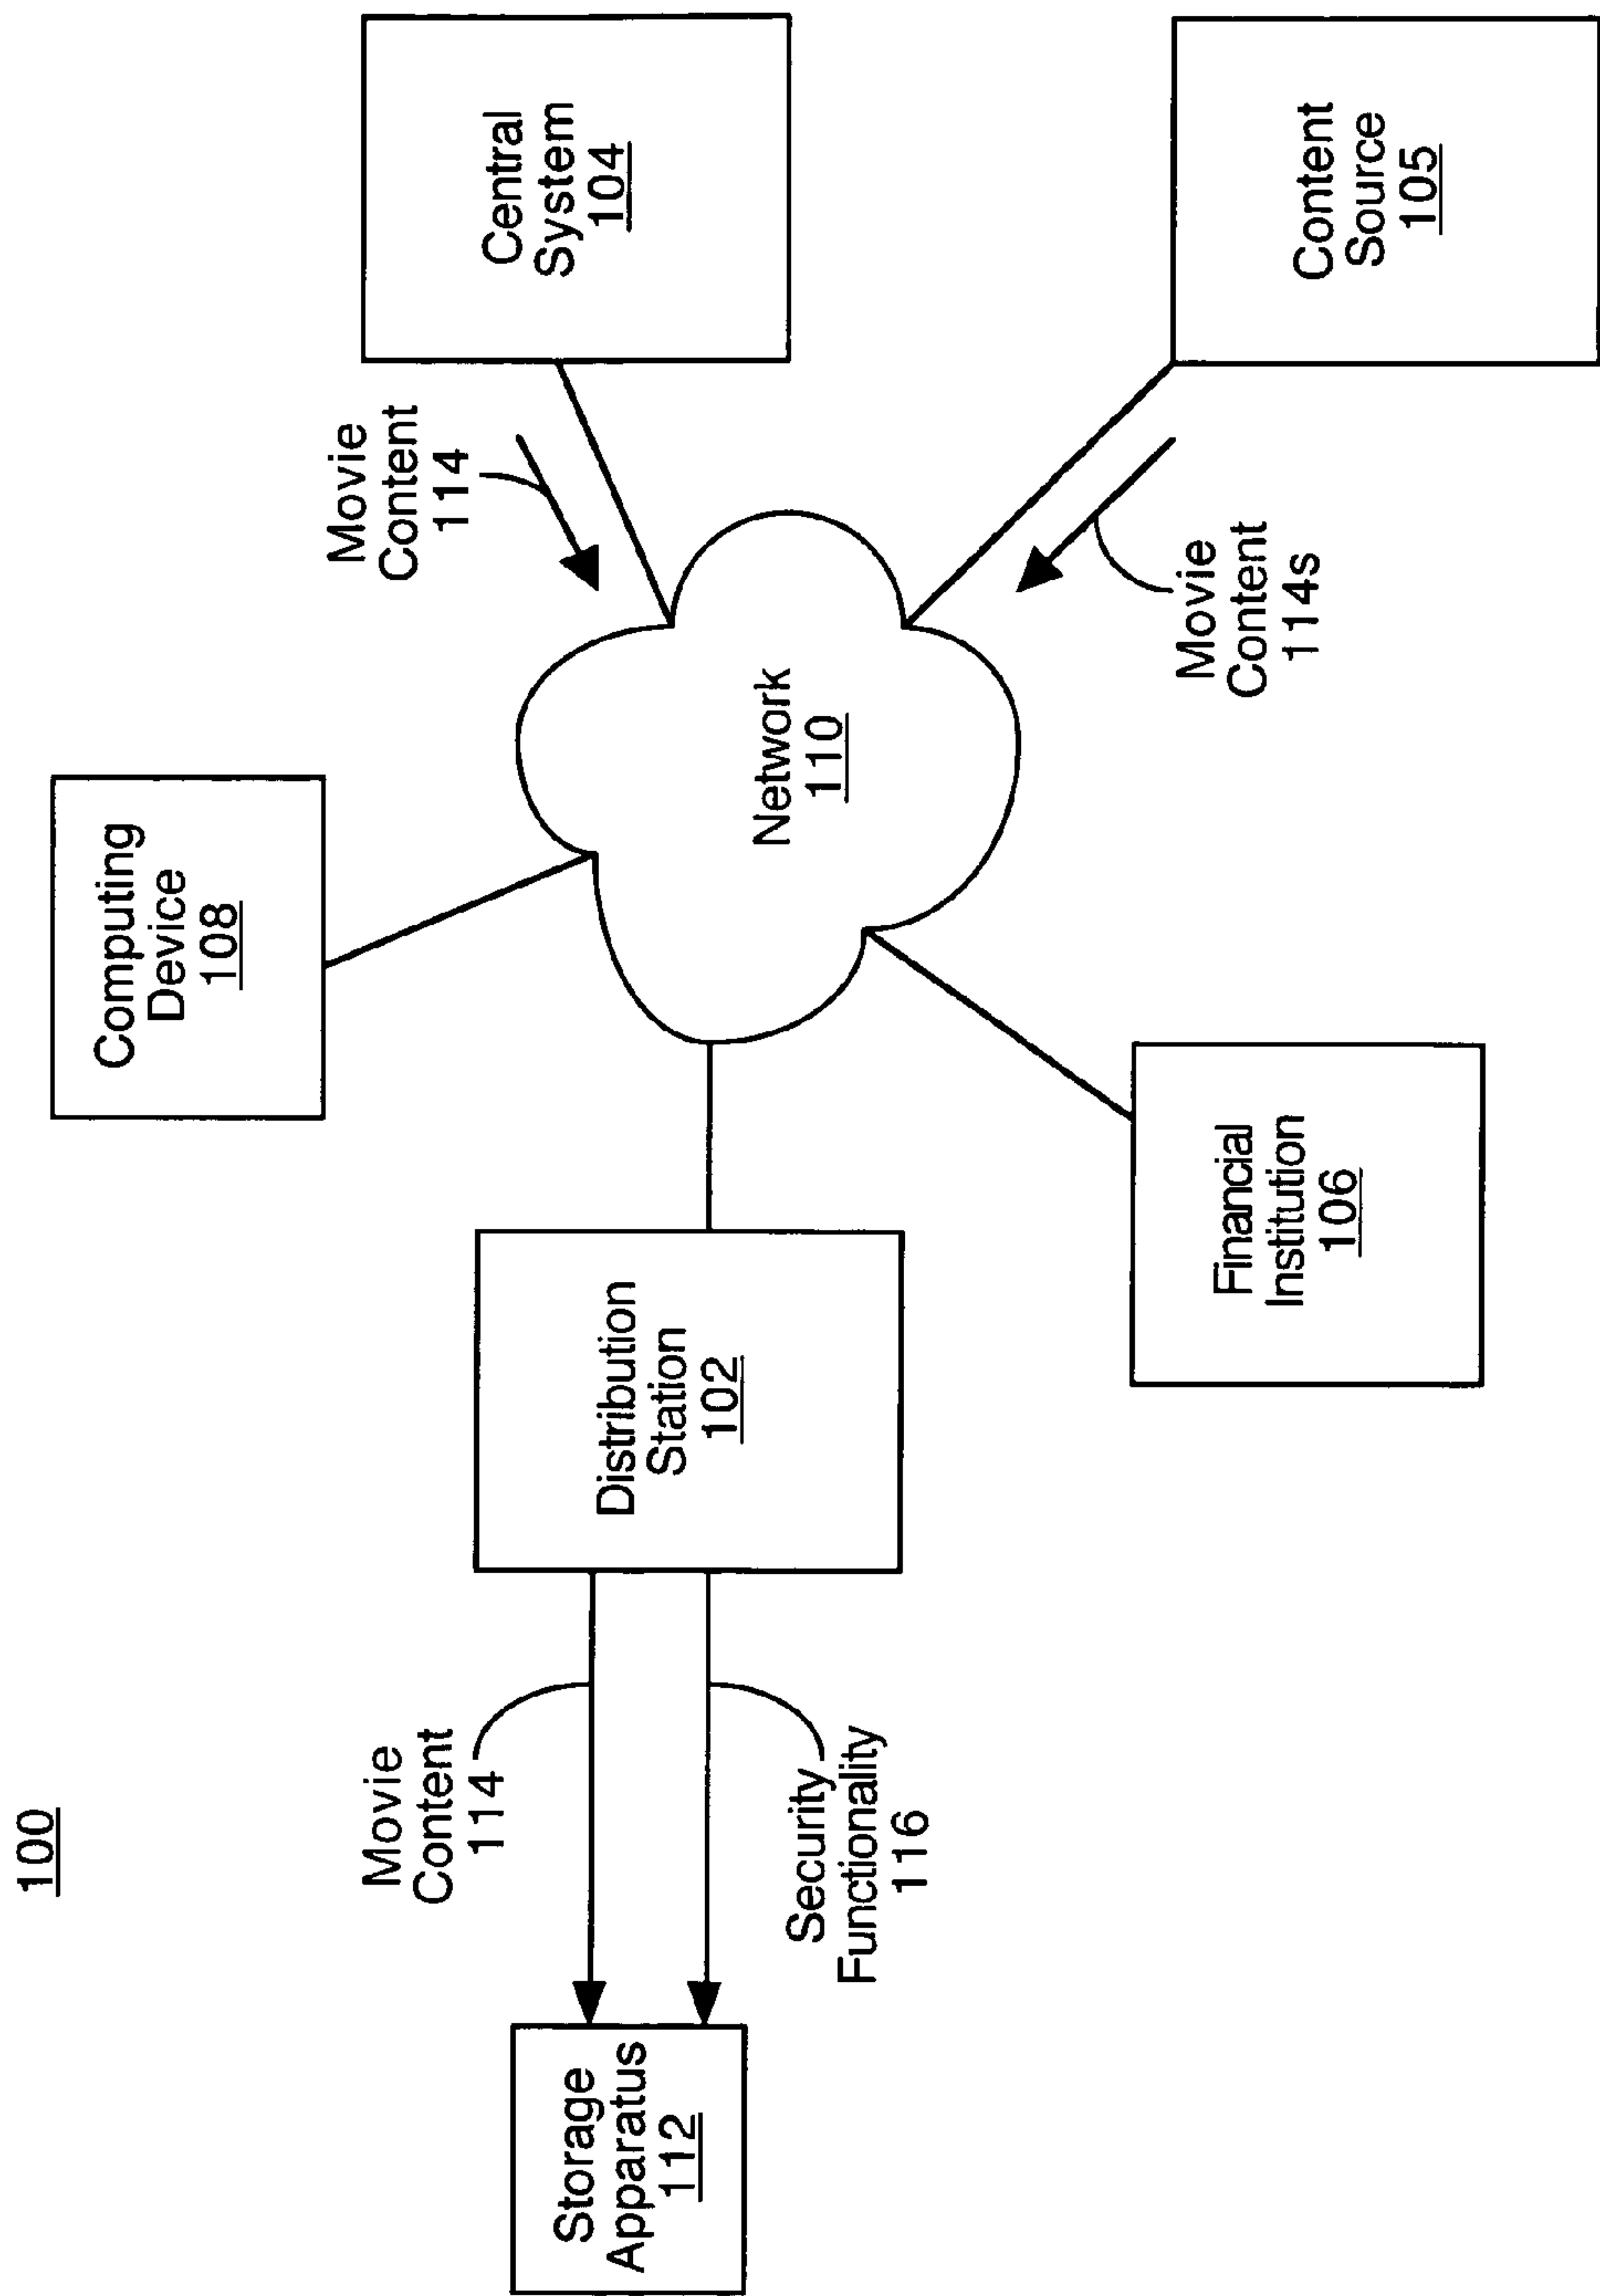 100
Storage
Apparatus
112
Movie
Content
114
Security
Functionality
116
Distribution
Station
102
Computing
Device
108
Network
110
Financial
Institution
106
Movie
Content
114
Movie
Content
114s
Central
System
104
Content
Source
105